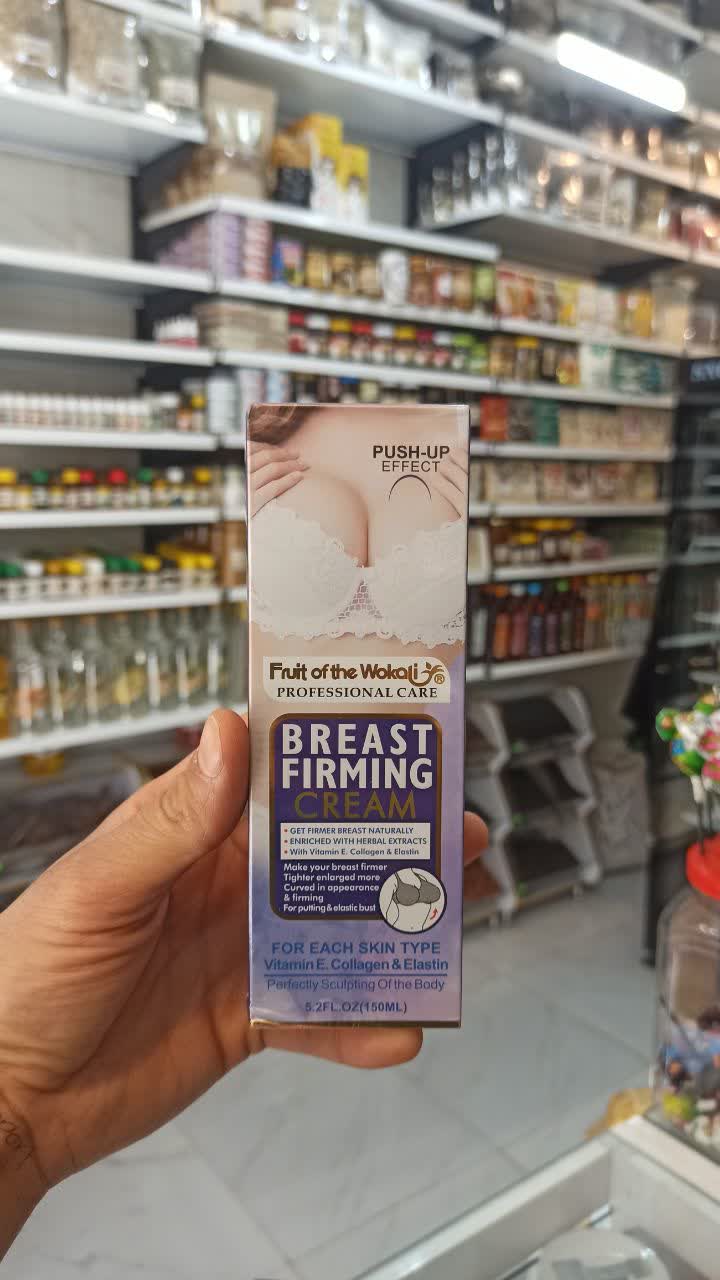 PUSH-UP
EFFECT
Fruit of the Wokali ®
PROFESSIONAL CARE
BREAST
FIRMING
CREAM
• GET FIRMER BREAST NATURALLY
• ENRICHED WITH HERBAL EXTRACTS
• With Vitamin E. Collagen & Elastin
Make your breast firmer
Tighter enlarged more
Curved in appearance
& firming
For putting & elastic bust
FOR EACH SKIN TYPE
Vitamin E. Collagen & Elastin
Perfectly Sculpting Of the Body
5.2FL.OZ(150ML)